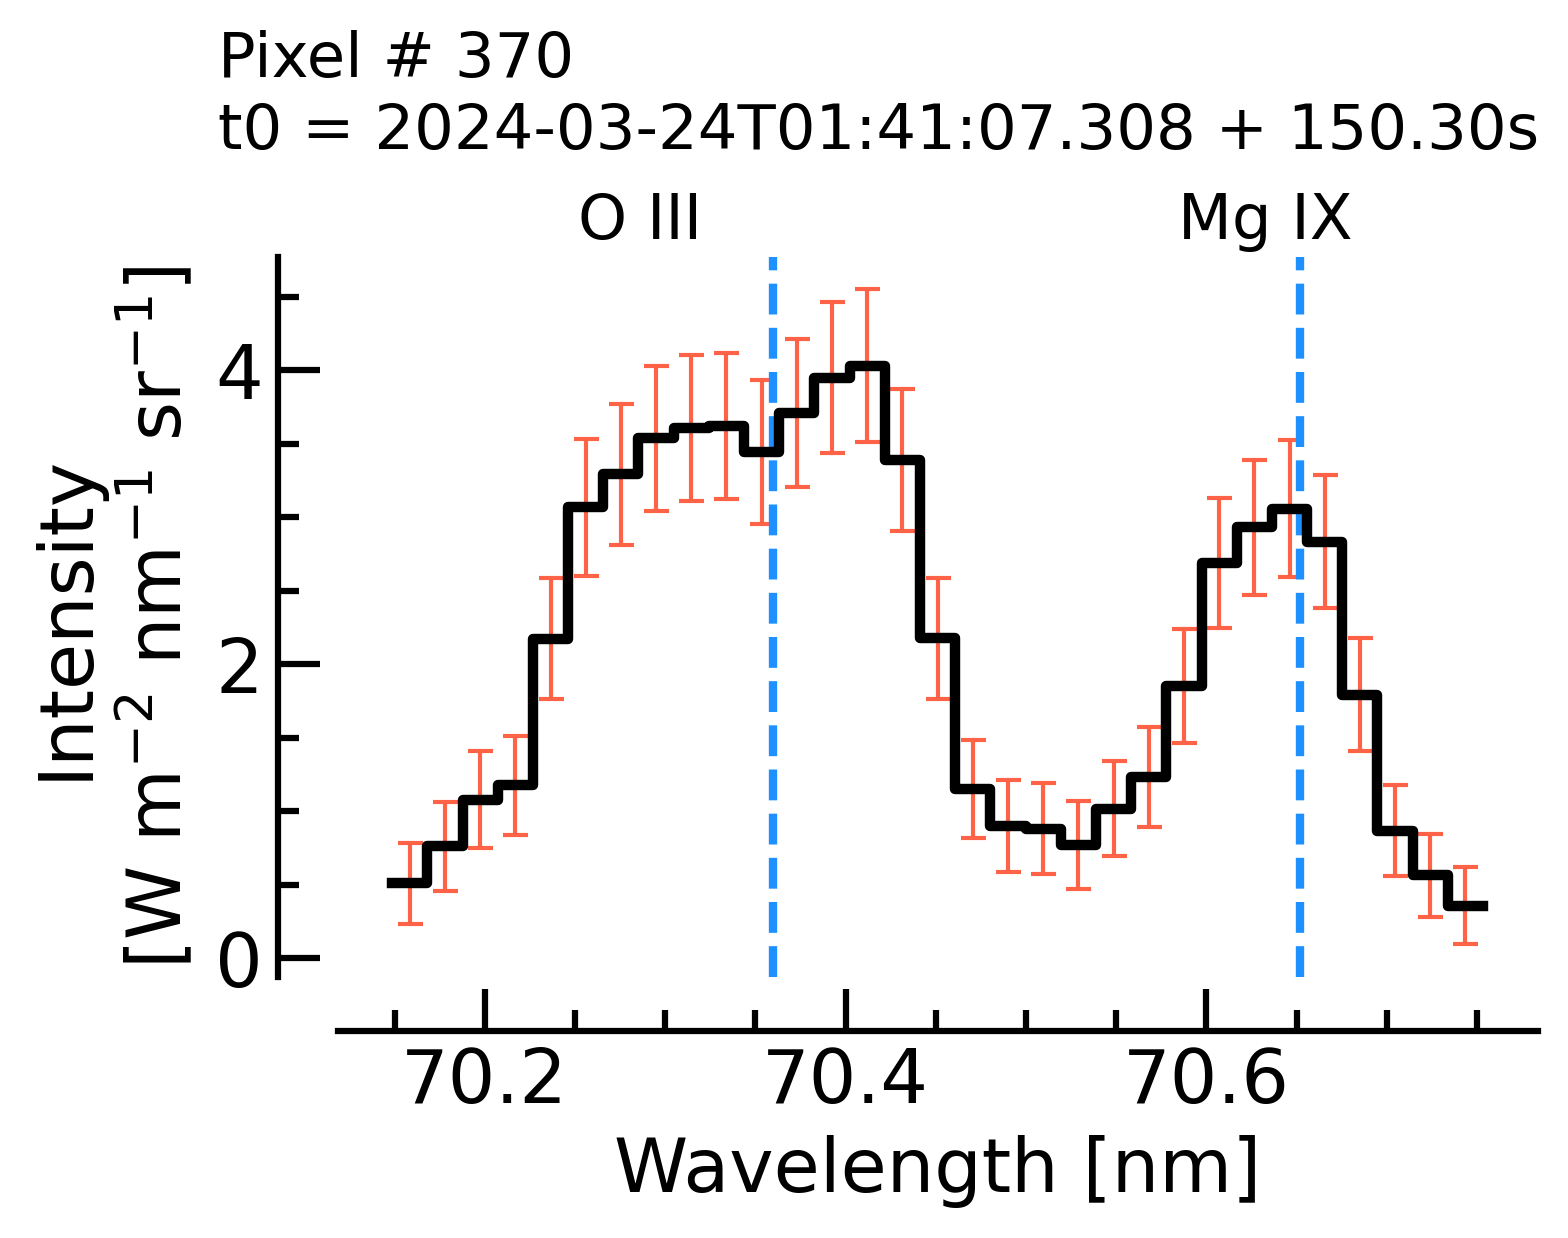 Pixel # 370
t0 = 2024-03-24T01:41:07.308 + 150.30s
O III
Mg IX
Intensity
[W m⁻² nm⁻¹ sr⁻¹]
4
2
0
70.2
70.4
70.6
Wavelength [nm]